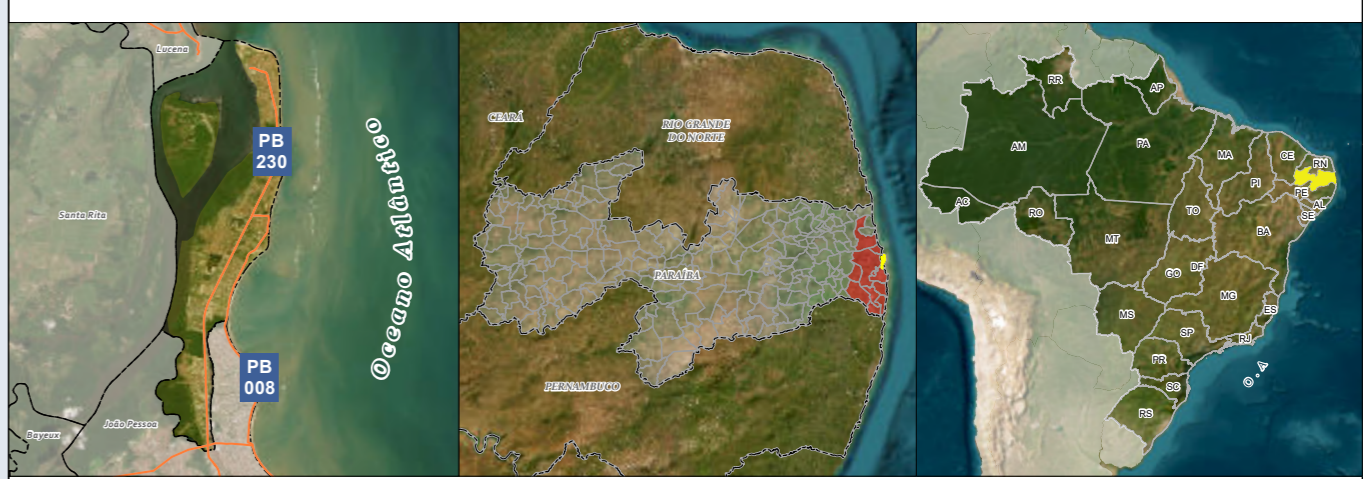 Lucena
PB
230
Santa Rita
Oceano Atlântico
PB
008
João Pessoa
Bayeux
CEARÁ
RIO GRANDE
DO NORTE
PARAÍBA
PERNAMBUCO
RR
AP
AM
PA
MA
CE
RN
PI
PE
AL
SE
AC
RO
TO
BA
MT
DF
GO
MG
ES
MS
SP
RJ
PR
SC
RS
O . A